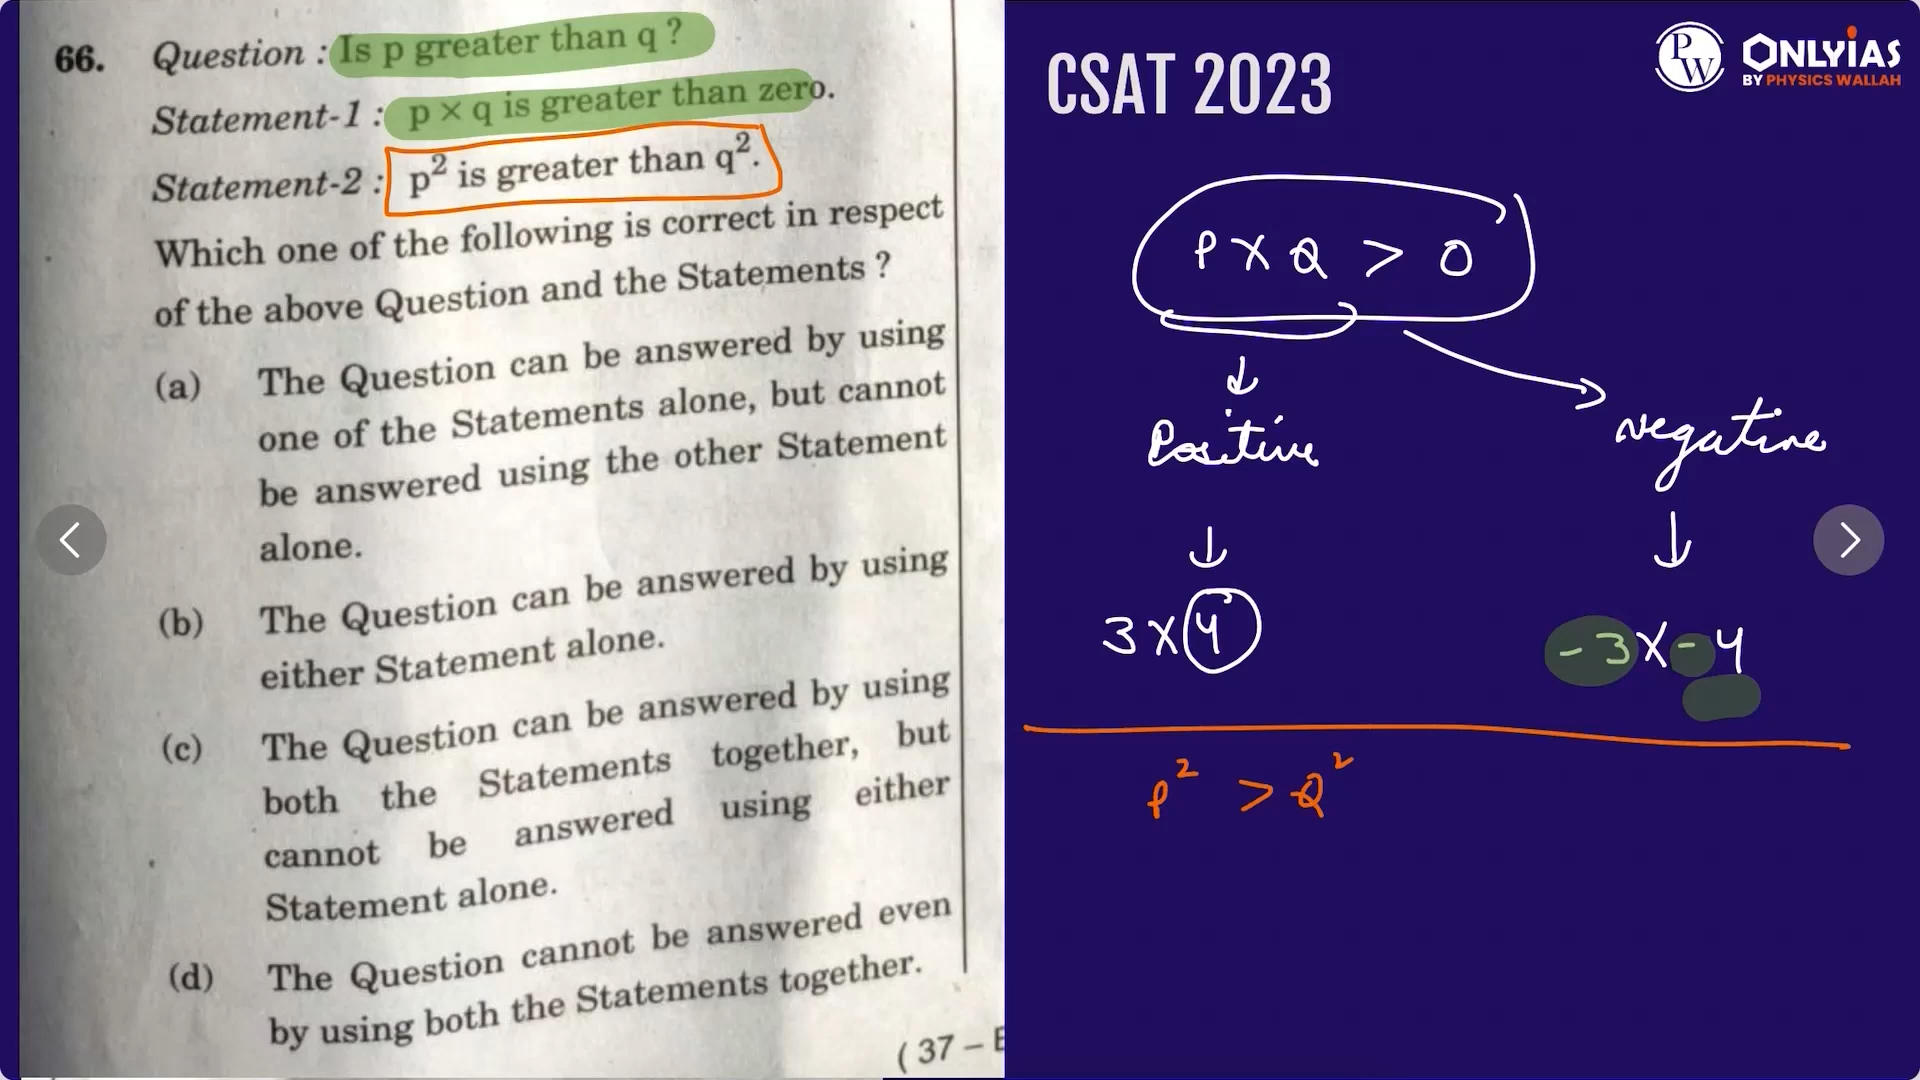 66. Question : Is p greater than q ?
Statement-1 : p × q is greater than zero.
Statement-2 : p² is greater than q².
Which one of the following is correct in respect
of the above Question and the Statements ?
(a) The Question can be answered by using
one of the Statements alone, but cannot
be answered using the other Statement
alone.
(b) The Question can be answered by using
either Statement alone.
(c) The Question can be answered by using
both the Statements together, but
cannot be answered using either
Statement alone.
(d) The Question cannot be answered even
by using both the Statements together.
( 37 –
CSAT 2023
PW ONLYIAS
BY PHYSICS WALLAH
P X Q > 0
Positive
negative
3 X 4
- 3 X - 4
P² > Q²